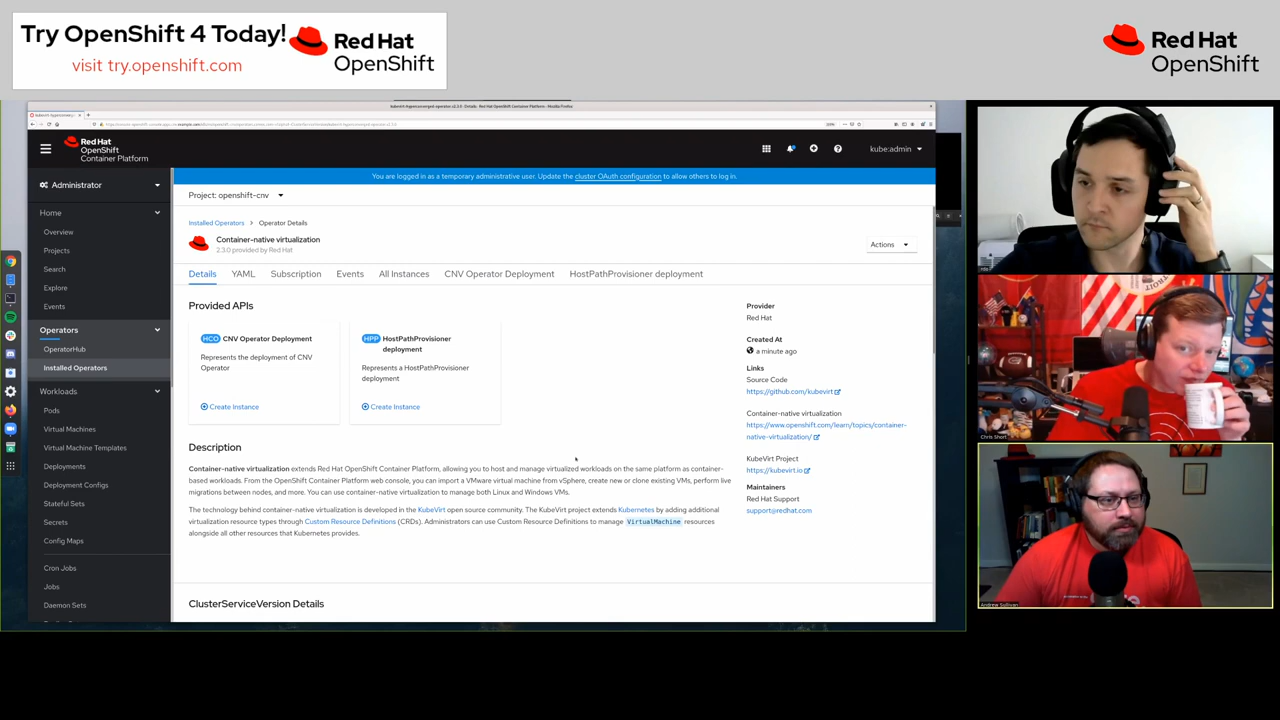 Try OpenShift 4 Today!
visit try.openshift.com
Red Hat
OpenShift
Red Hat
OpenShift
Red Hat
OpenShift
Container Platform
kube:admin
Administrator
Home
Overview
Projects
Search
Explore
Events
Operators
OperatorHub
Installed Operators
Workloads
Pods
Virtual Machines
Virtual Machine Templates
Deployments
Deployment Configs
Stateful Sets
Secrets
Config Maps
Cron Jobs
Jobs
Daemon Sets
You are logged in as a temporary administrative user. Update the cluster OAuth configuration to allow others to log in.
Project: openshift-cnv
Installed Operators > Operator Details
Container-native virtualization
2.3.0 provided by Red Hat
Actions
Details YAML Subscription Events All Instances CNV Operator Deployment HostPathProvisioner deployment
Provided APIs
HCO CNV Operator Deployment
Represents the deployment of CNV
Operator
Create Instance
HPP HostPathProvisioner
deployment
Represents a HostPathProvisioner
deployment
Create Instance
Description
Container-native virtualization extends Red Hat OpenShift Container Platform, allowing you to host and manage virtualized workloads on the same platform as container-
based workloads. From the OpenShift Container Platform web console, you can import a VMware virtual machine from vSphere, create new or clone existing VMs, perform live
migrations between nodes, and more. You can use container-native virtualization to manage both Linux and Windows VMs.
The technology behind container-native virtualization is developed in the KubeVirt open source community. The KubeVirt project extends Kubernetes by adding additional
virtualization resource types through Custom Resource Definitions (CRDs). Administrators can use Custom Resource Definitions to manage VirtualMachine resources
alongside all other resources that Kubernetes provides.
ClusterServiceVersion Details
Provider
Red Hat
Created At
a minute ago
Links
Source Code
https://github.com/kubevirt
Container-native virtualization
https://www.openshift.com/learn/topics/container-
native-virtualization/
KubeVirt Project
https://kubevirt.io
Maintainers
Red Hat Support
support@redhat.com
Chris Short
Andrew Sullivan